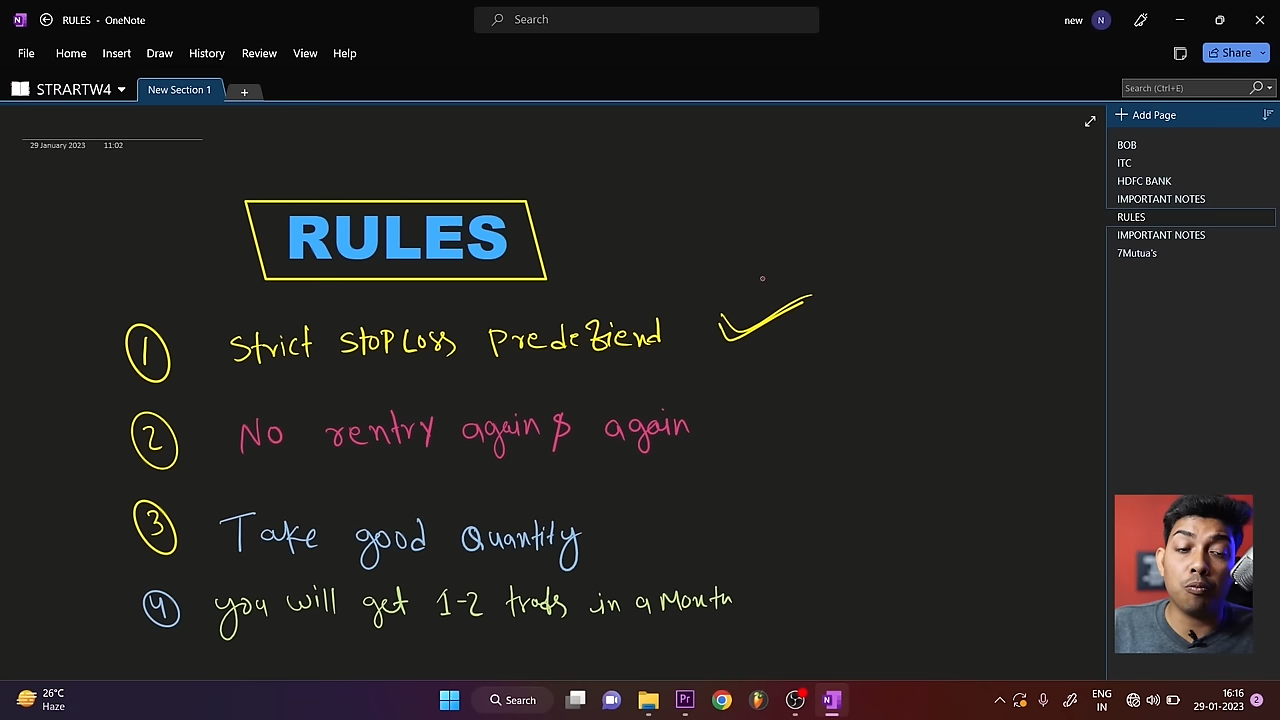 RULES - OneNote
Search
new
N
File
Home
Insert
Draw
History
Review
View
Help
Share
STRARTW4
New Section 1
+
Search (Ctrl+E)
Add Page
29 January 2023
11:02
BOB
ITC
HDFC BANK
IMPORTANT NOTES
RULES
IMPORTANT NOTES
7Mutua's
RULES
1 Strict StopLoss Predefiend
2 No rentry again & again
3 Take good Quantity
4 you will get 1-2 trads in a Month
26°C
Haze
Search
Pr
ENG
IN
16:16
29-01-2023
2